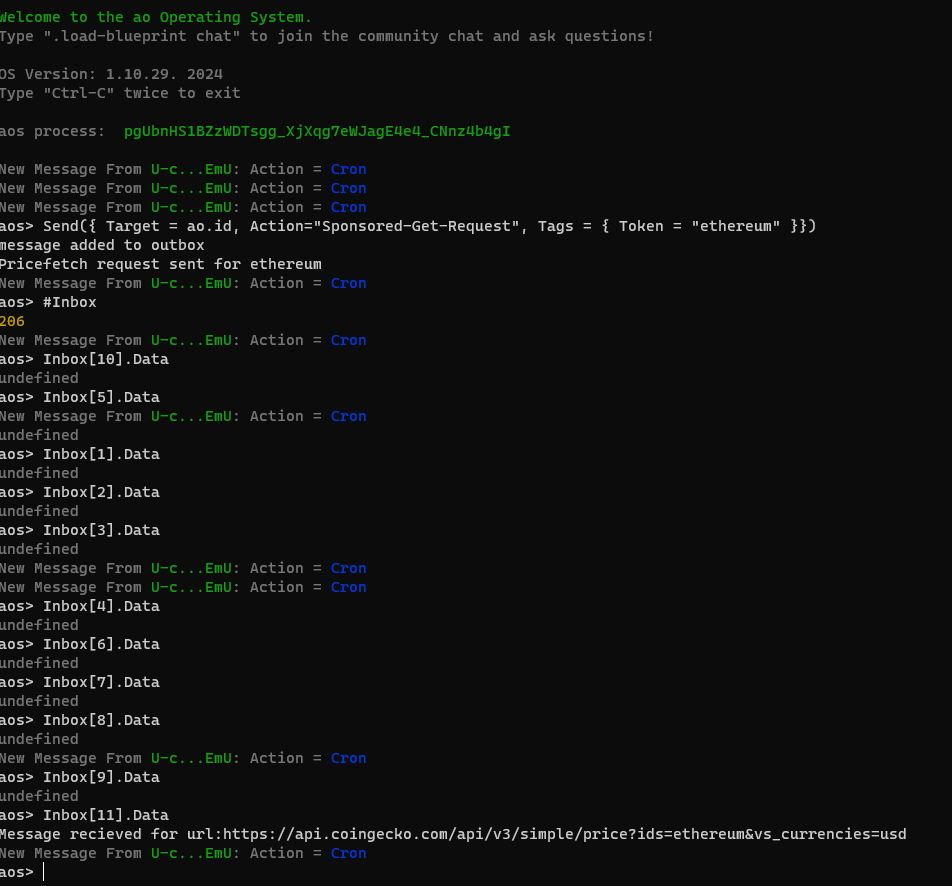 Welcome to the ao Operating System.
Type ".load-blueprint chat" to join the community chat and ask questions!
OS Version: 1.10.29. 2024
Type "Ctrl-C" twice to exit
aos process:  pgUbnHS1BZzWDTsgg_XjXqg7eWJagE4e4_CNnz4b4gI
New Message From U-c...EmU: Action = Cron
New Message From U-c...EmU: Action = Cron
New Message From U-c...EmU: Action = Cron
aos> Send({ Target = ao.id, Action="Sponsored-Get-Request", Tags = { Token = "ethereum" }})
message added to outbox
Pricefetch request sent for ethereum
New Message From U-c...EmU: Action = Cron
aos> #Inbox
206
New Message From U-c...EmU: Action = Cron
aos> Inbox[10].Data
undefined
aos> Inbox[5].Data
New Message From U-c...EmU: Action = Cron
undefined
aos> Inbox[1].Data
undefined
aos> Inbox[2].Data
undefined
aos> Inbox[3].Data
undefined
New Message From U-c...EmU: Action = Cron
New Message From U-c...EmU: Action = Cron
aos> Inbox[4].Data
undefined
aos> Inbox[6].Data
undefined
aos> Inbox[7].Data
undefined
aos> Inbox[8].Data
undefined
New Message From U-c...EmU: Action = Cron
aos> Inbox[9].Data
undefined
aos> Inbox[11].Data
Message recieved for url:https://api.coingecko.com/api/v3/simple/price?ids=ethereum&vs_currencies=usd
New Message From U-c...EmU: Action = Cron
aos>